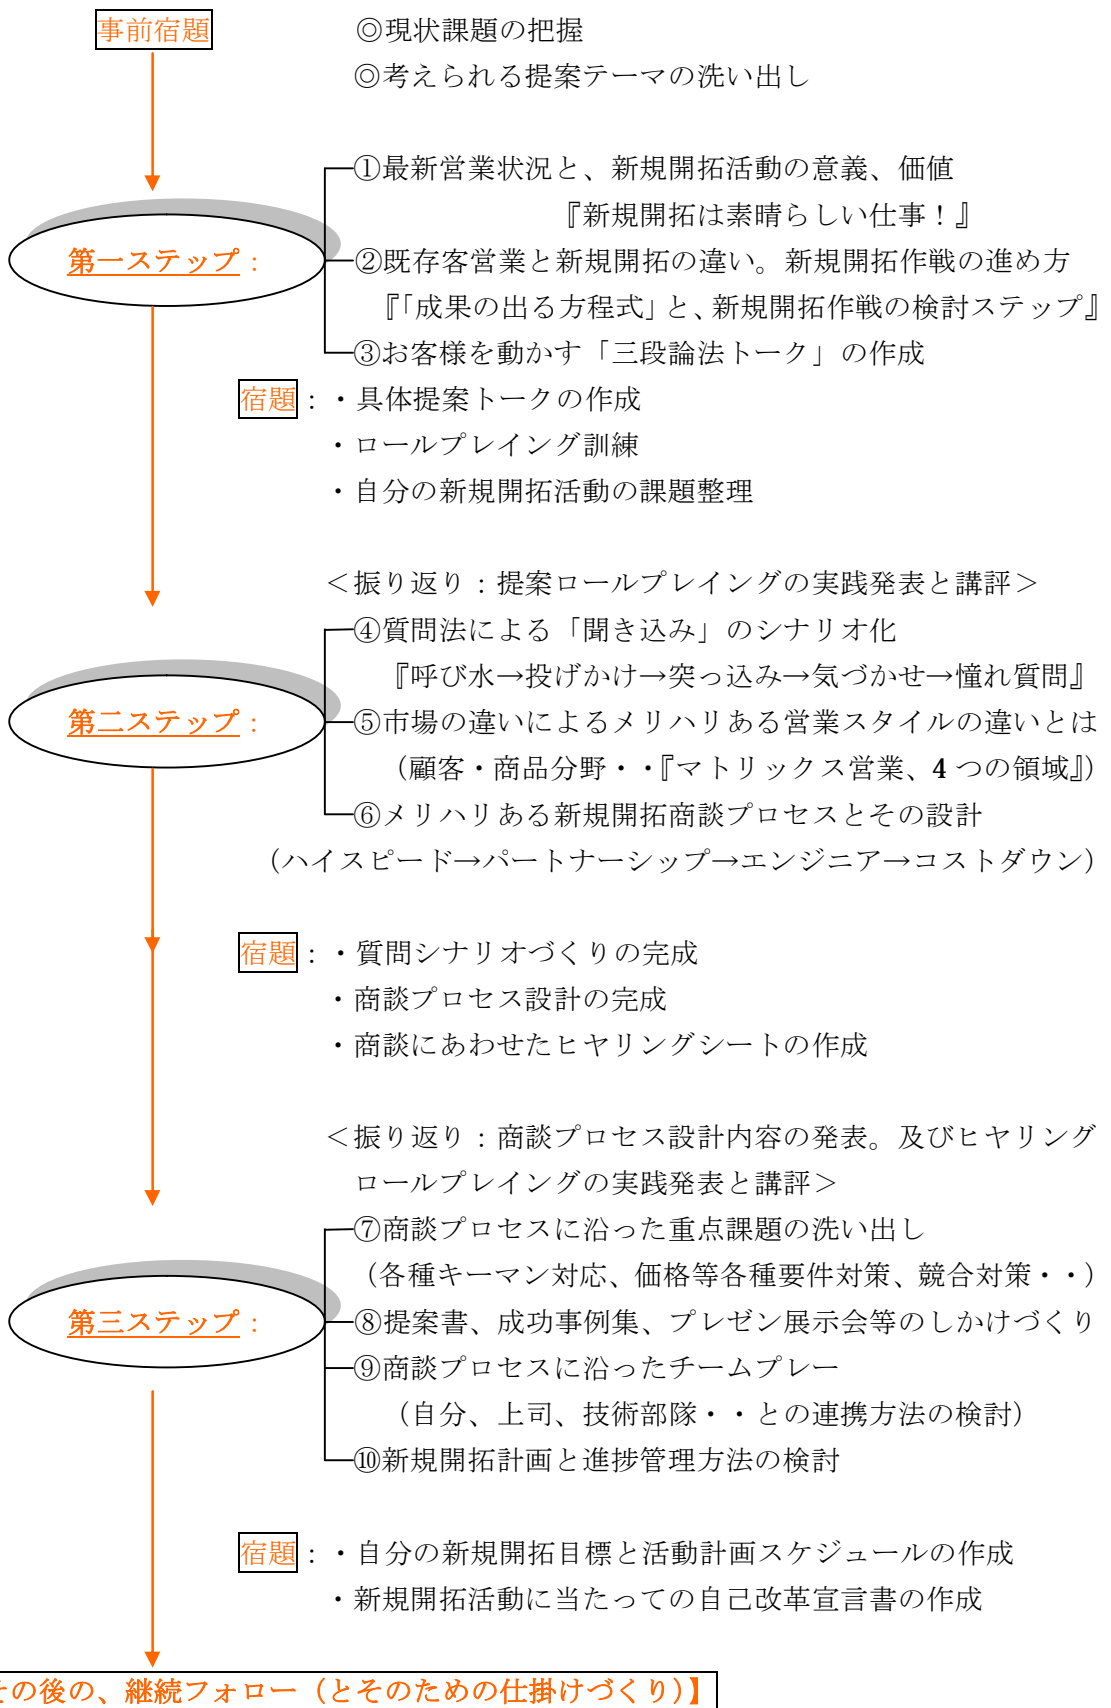 事前宿題 ◎現状課題の把握
◎考えられる提案テーマの洗い出し
①最新営業状況と、新規開拓活動の意義、価値
『新規開拓は素晴らしい仕事！』
第一ステップ：
②既存客営業と新規開拓の違い。新規開拓作戦の進め方
『「成果の出る方程式」と、新規開拓作戦の検討ステップ』
③お客様を動かす「三段論法トーク」の作成
宿題：・具体提案トークの作成
・ロールプレイング訓練
・自分の新規開拓活動の課題整理
＜振り返り：提案ロールプレイングの実践発表と講評＞
④質問法による「聞き込み」のシナリオ化
『呼び水→投げかけ→突っ込み→気づかせ→憧れ質問』
第二ステップ：
⑤市場の違いによるメリハリある営業スタイルの違いとは
（顧客・商品分野・・『マトリックス営業、4 つの領域』）
⑥メリハリある新規開拓商談プロセスとその設計
（ハイスピード→パートナーシップ→エンジニア→コストダウン）
宿題：・質問シナリオづくりの完成
・商談プロセス設計の完成
・商談にあわせたヒヤリングシートの作成
＜振り返り：商談プロセス設計内容の発表。及びヒヤリング
ロールプレイングの実践発表と講評＞
⑦商談プロセスに沿った重点課題の洗い出し
（各種キーマン対応、価格等各種要件対策、競合対策・・）
第三ステップ：
⑧提案書、成功事例集、プレゼン展示会等のしかけづくり
⑨商談プロセスに沿ったチームプレー
（自分、上司、技術部隊・・との連携方法の検討）
⑩新規開拓計画と進捗管理方法の検討
宿題：・自分の新規開拓目標と活動計画スケジュールの作成
・新規開拓活動に当たっての自己改革宣言書の作成
その後の、継続フォロー（とそのための仕掛けづくり）】